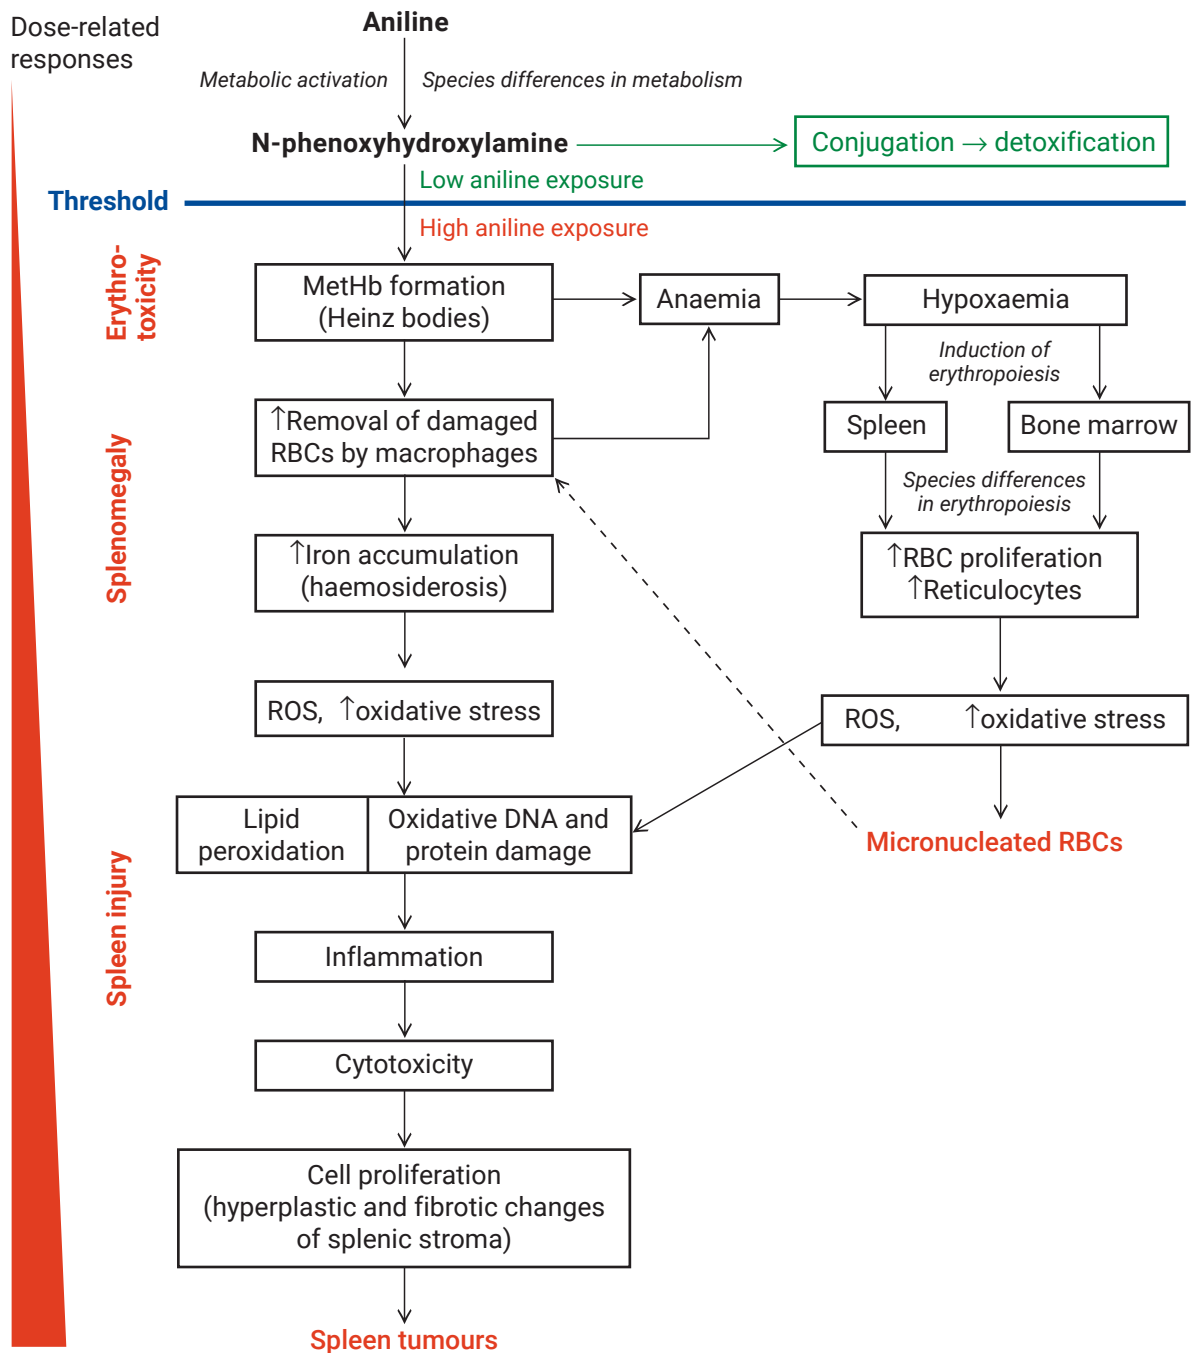 Dose-related
responses
Aniline
Metabolic activation
Species differences in metabolism
N-phenoxyhydroxylamine
Conjugation → detoxification
Low aniline exposure
Threshold
High aniline exposure
Erythro-
toxicity
MetHb formation
(Heinz bodies)
Anaemia
Hypoxaemia
Induction of
erythropoiesis
Splenomegaly
↑Removal of damaged
RBCs by macrophages
Spleen
Bone marrow
Species differences
in erythropoiesis
↑Iron accumulation
(haemosiderosis)
↑RBC proliferation
↑Reticulocytes
ROS, ↑oxidative stress
ROS, ↑oxidative stress
Spleen injury
Lipid
peroxidation
Oxidative DNA and
protein damage
Micronucleated RBCs
Inflammation
Cytotoxicity
Cell proliferation
(hyperplastic and fibrotic changes
of splenic stroma)
Spleen tumours